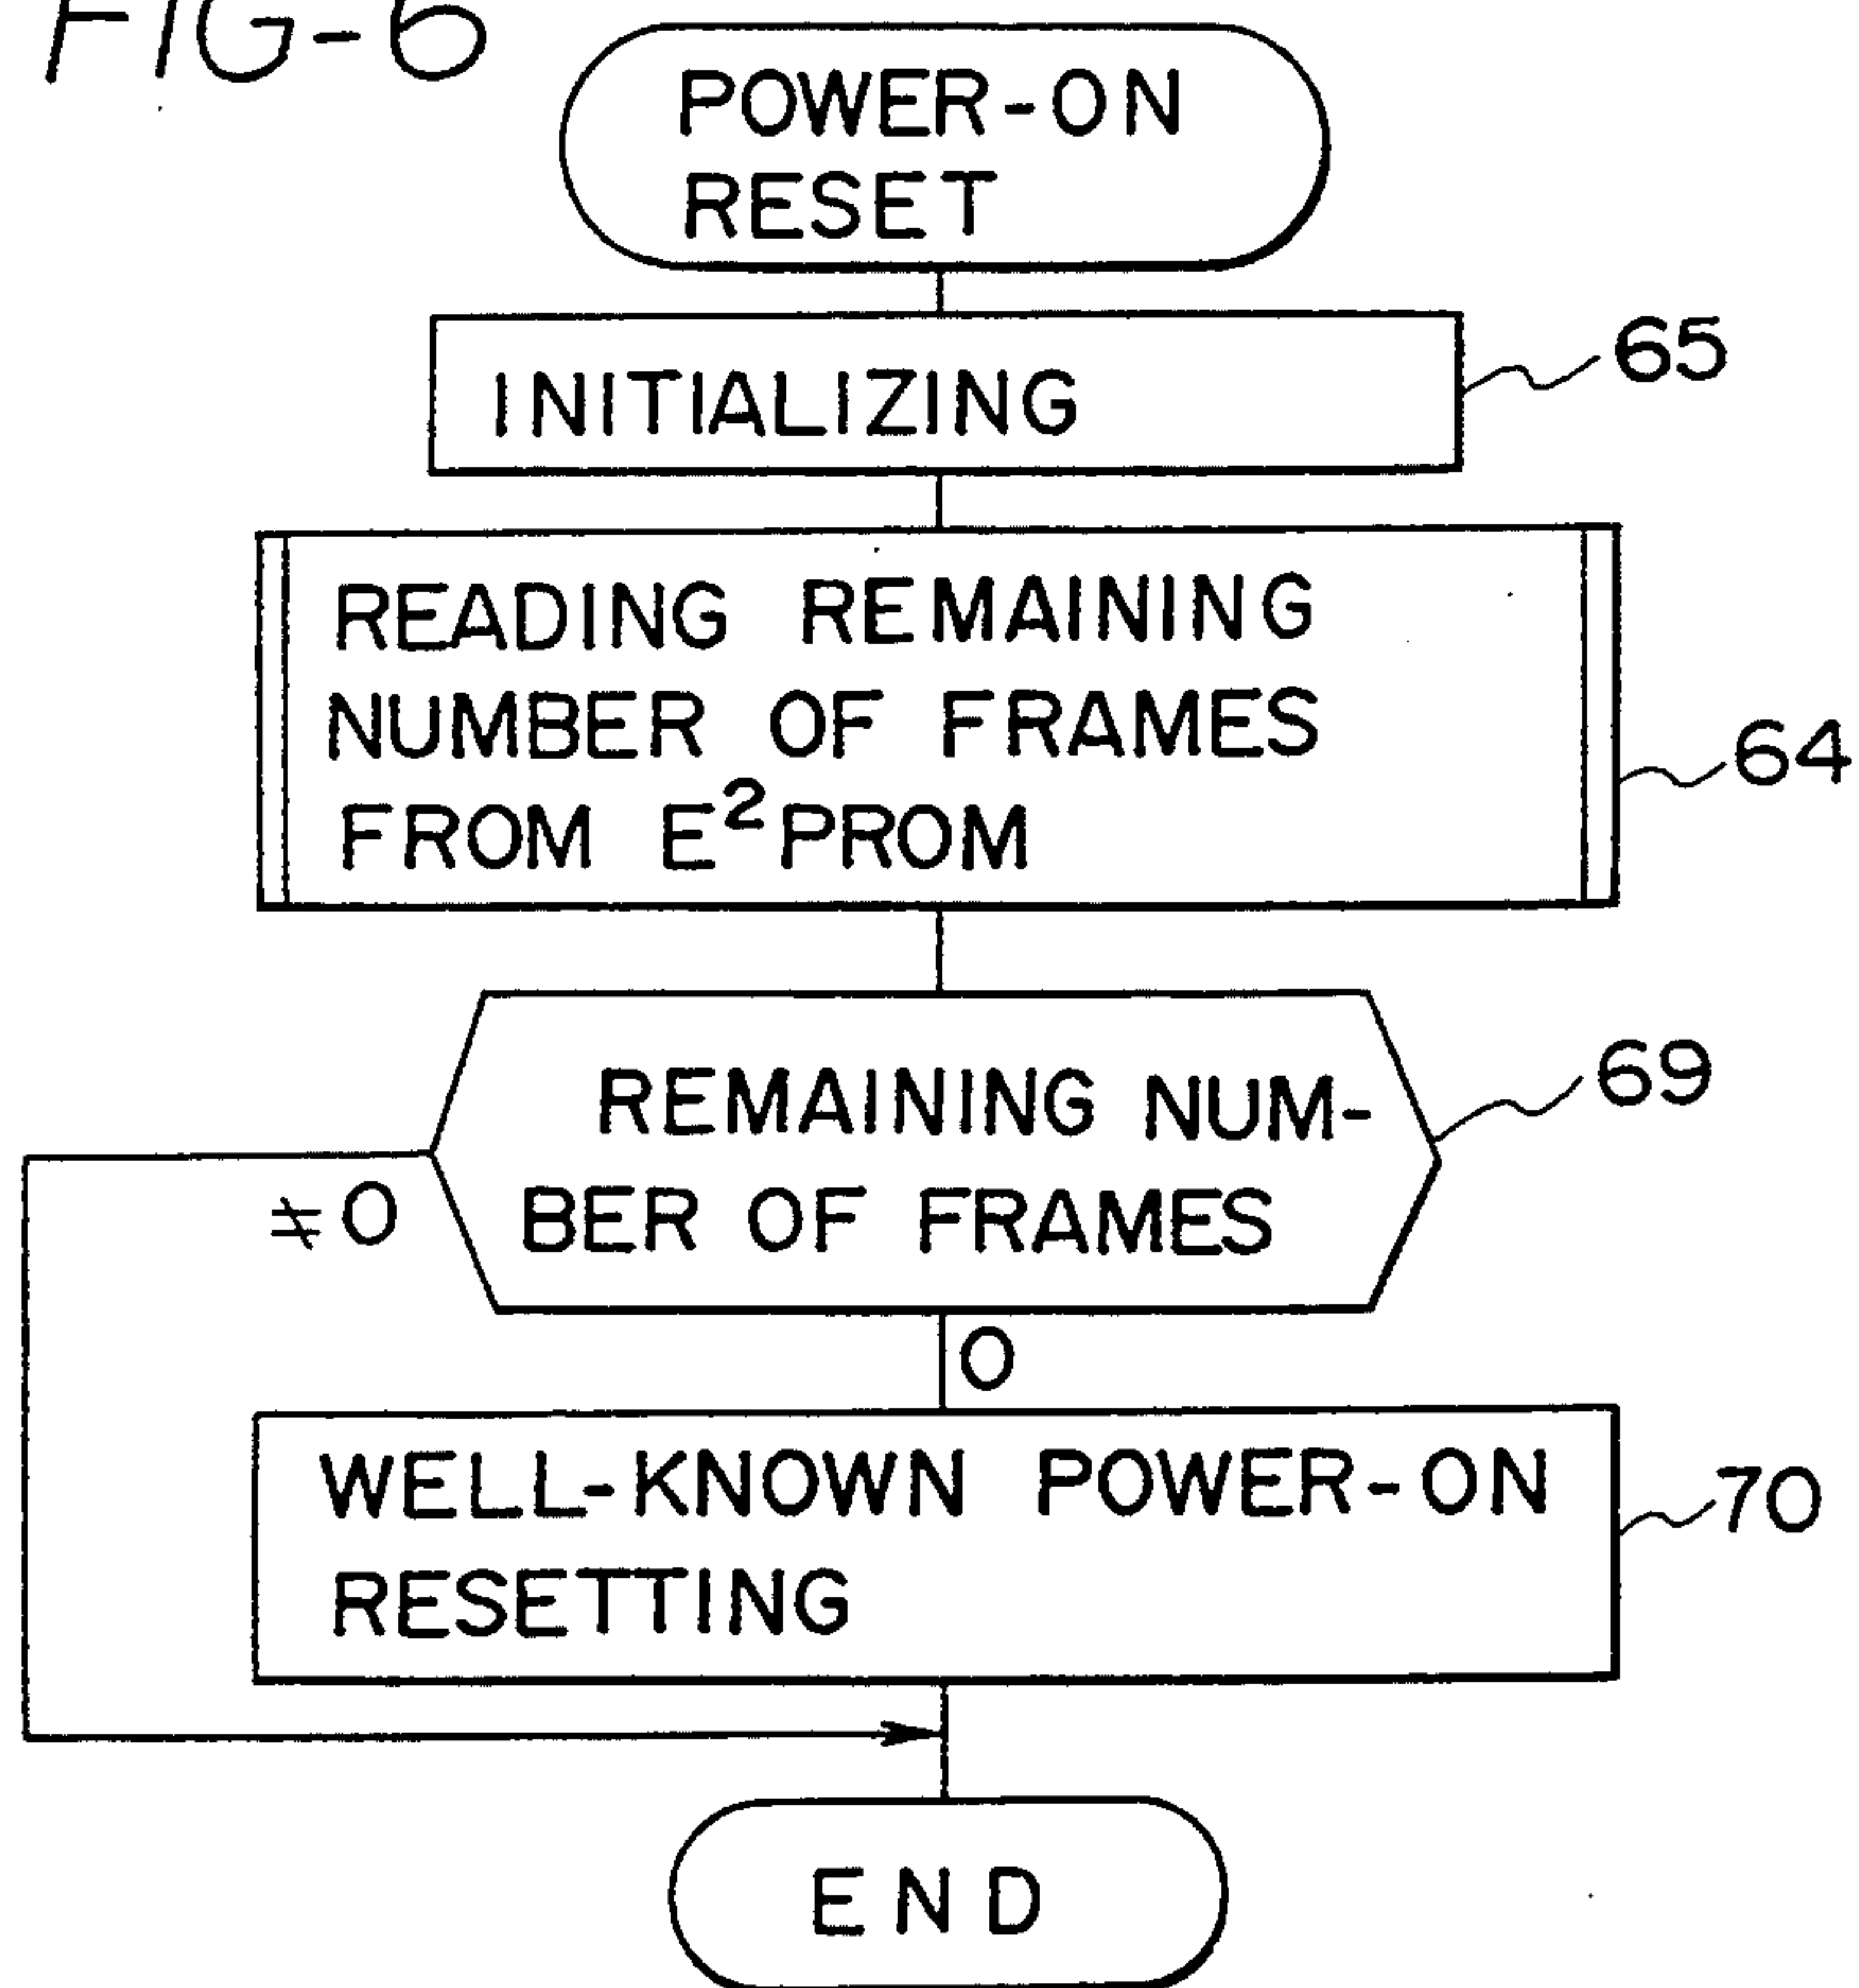 FIG-6
POWER-ON
RESET
INITIALIZING
65
READING REMAINING
NUMBER OF FRAMES
FROM E²PROM
64
REMAINING NUM-
BER OF FRAMES
69
≠0
0
WELL-KNOWN POWER-ON
RESETTING
70
END